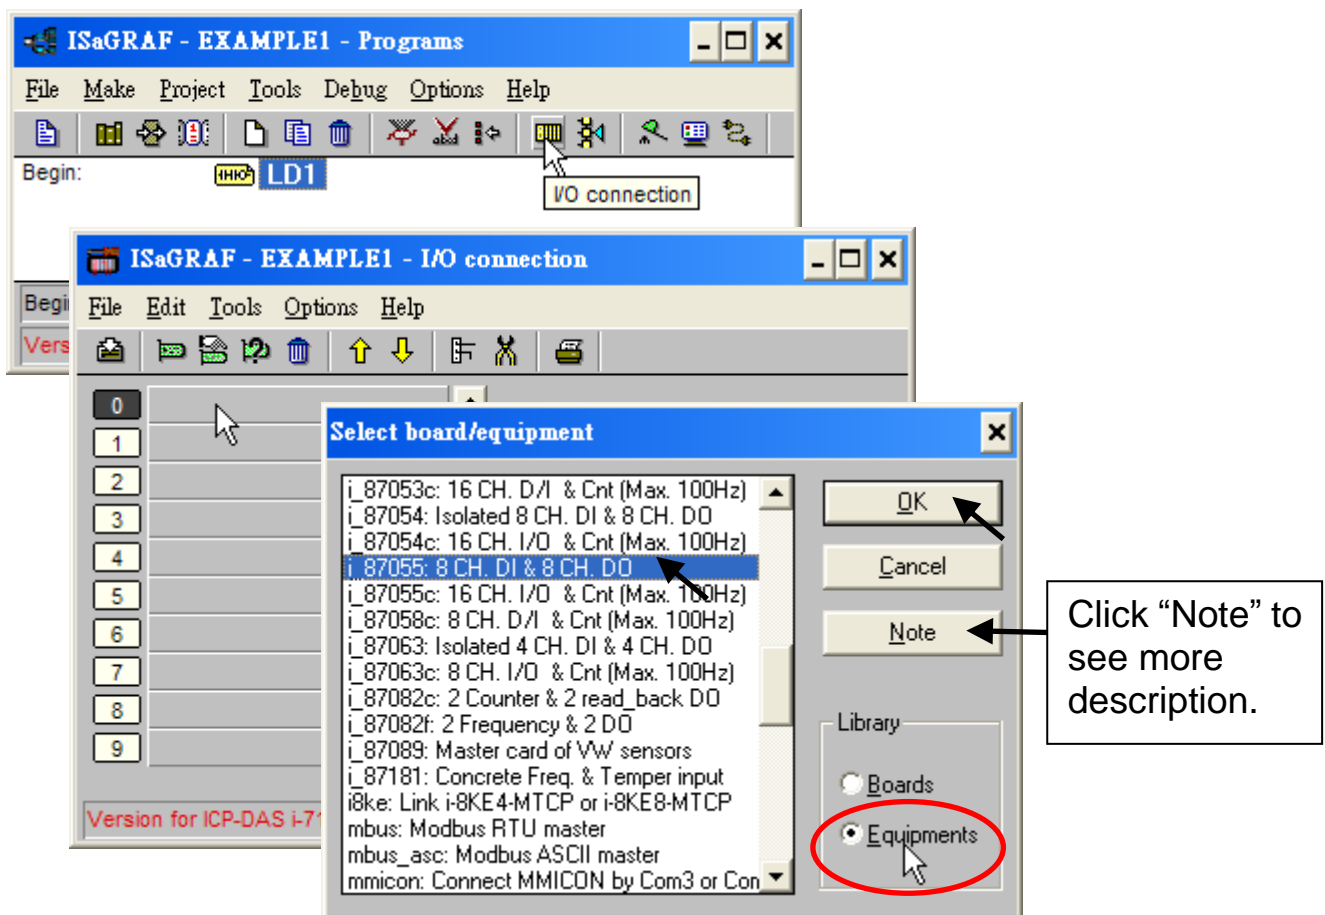 ISaGRAF - EXAMPLE1 - Programs
File Make Project Tools Debug Options Help
Begin: LD1
I/O connection
ISaGRAF - EXAMPLE1 - I/O connection
Begi
File Edit Tools Options Help
Vers
0
1
2
3
4
5
6
7
8
9
Version for ICP-DAS i-71
Select board/equipment
i_87053c: 16 CH. D/I & Cnt (Max. 100Hz)
i_87054: Isolated 8 CH. DI & 8 CH. DO
i_87054c: 16 CH. I/O & Cnt (Max. 100Hz)
i_87055: 8 CH. DI & 8 CH. DO
i_87055c: 16 CH. I/O & Cnt (Max. 100Hz)
i_87058c: 8 CH. D/I & Cnt (Max. 100Hz)
i_87063: Isolated 4 CH. DI & 4 CH. DO
i_87063c: 8 CH. I/O & Cnt (Max. 100Hz)
i_87082c: 2 Counter & 2 read_back DO
i_87082f: 2 Frequency & 2 DO
i_87089: Master card of VW sensors
i_87181: Concrete Freq. & Temper input
i8ke: Link i-8KE4-MTCP or i-8KE8-MTCP
mbus: Modbus RTU master
mbus_asc: Modbus ASCII master
mmicon: Connect MMICON by Com3 or Con
OK
Cancel
Note
Library
Boards
Equipments
Click “Note” to
see more
description.